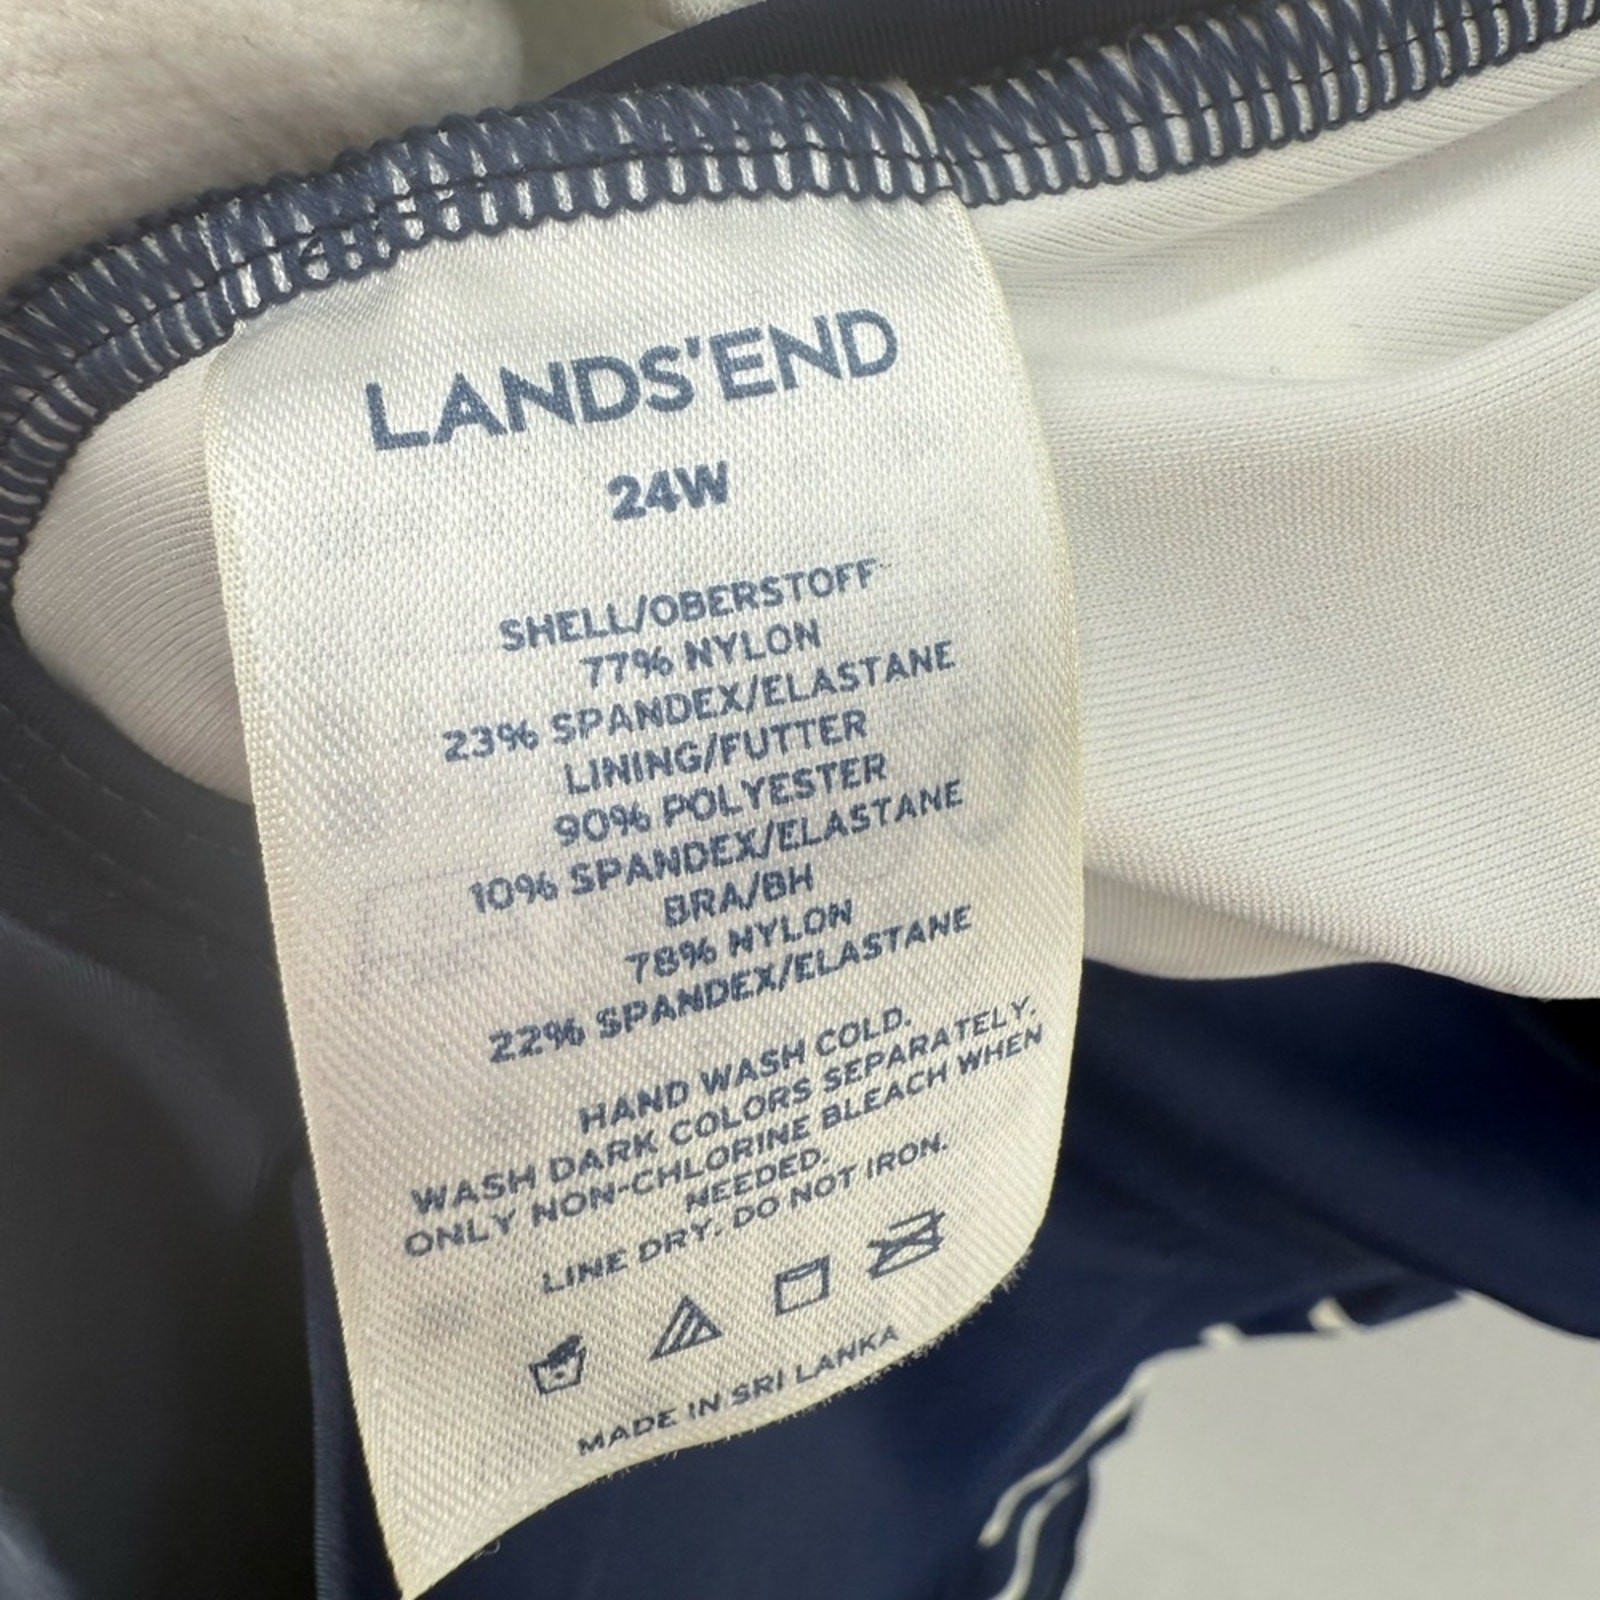 LANDS'END
24W
SHELL/OBERSTOFF
77% NYLON
23% SPANDEX/ELASTANE
LINING/FUTTER
90% POLYESTER
10% SPANDEX/ELASTANE
BRA/BH
78% NYLON
22% SPANDEX/ELASTANE
HAND WASH COLD.
WASH DARK COLORS SEPARATELY.
ONLY NON-CHLORINE BLEACH WHEN
NEEDED.
LINE DRY. DO NOT IRON.
MADE IN SRI LANKA